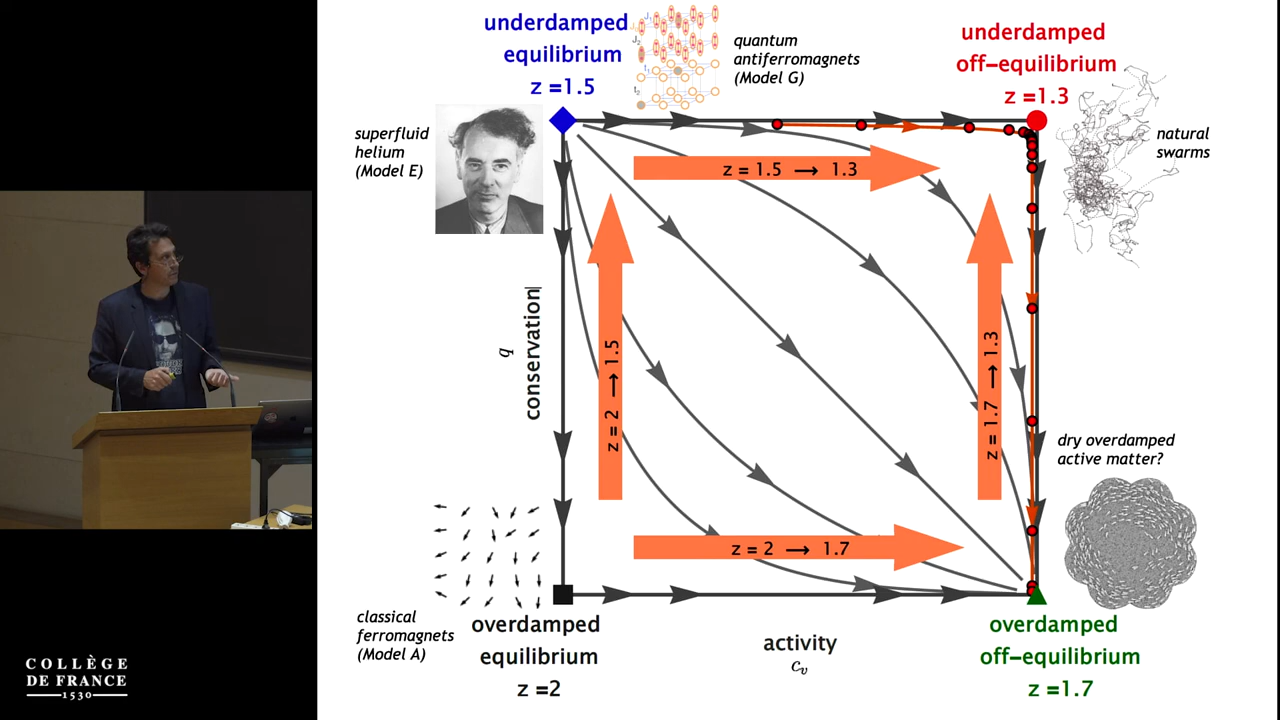 underdamped
equilibrium
z =1.5
quantum
antiferromagnets
(Model G)
underdamped
off−equilibrium
z =1.3
superfluid
helium
(Model E)
natural
swarms
z = 1.5 → 1.3
q
conservation
z = 2 → 1.5
z = 1.7 → 1.3
dry overdamped
active matter?
z = 2 → 1.7
classical
ferromagnets
(Model A)
overdamped
equilibrium
z =2
activity
cᵥ
overdamped
off−equilibrium
z =1.7
COLLÈGE
DE FRANCE
1530